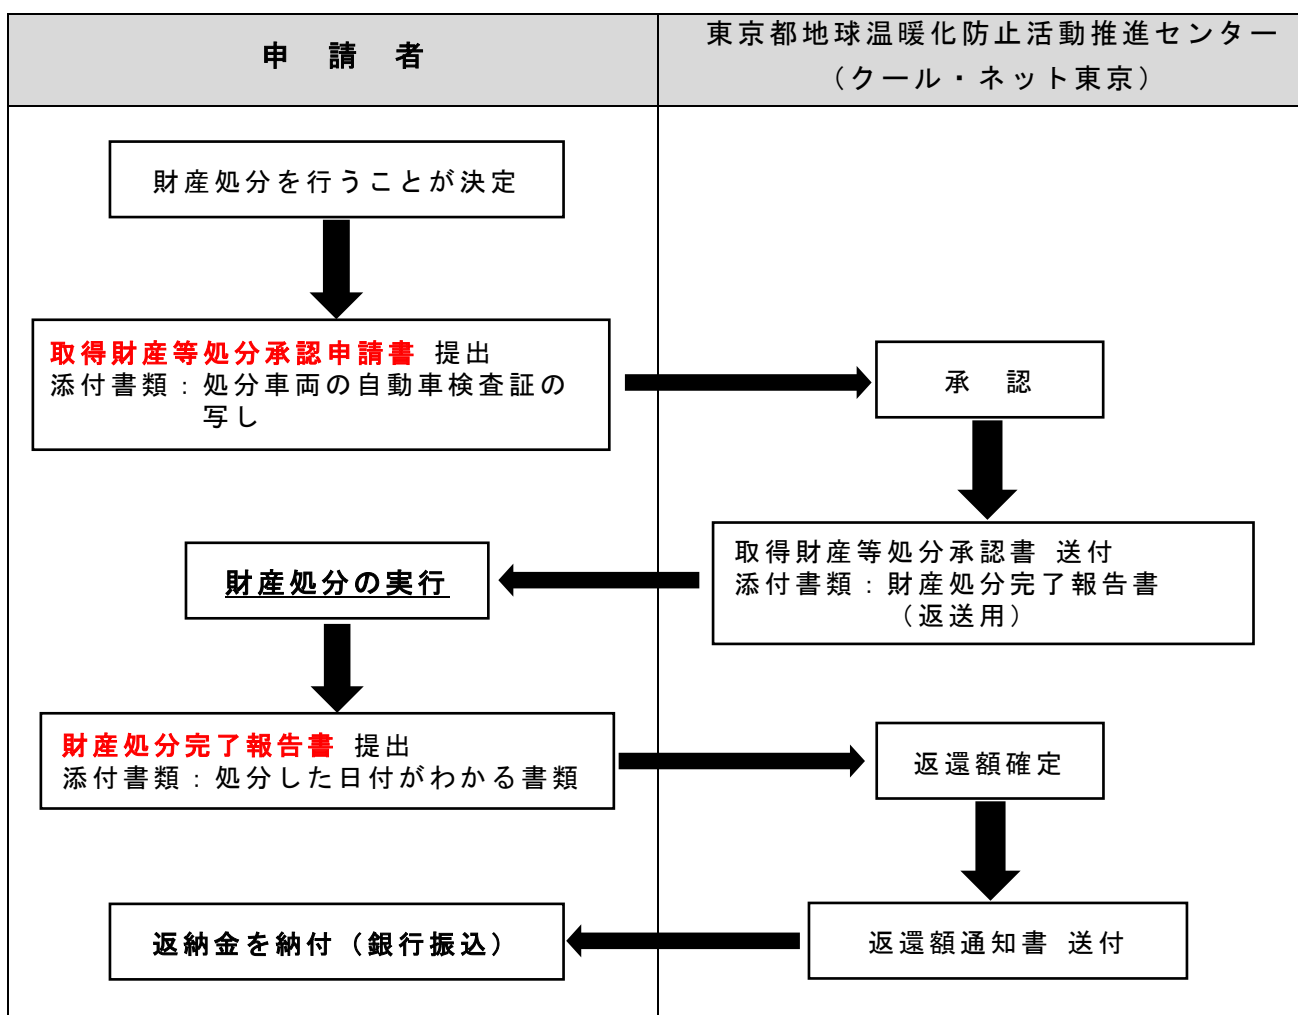 申　請　者
東京都地球温暖化防止活動推進センター
（クール・ネット東京）
財産処分を行うことが決定
取得財産等処分承認申請書 提出
添付書類：処分車両の自動車検査証の
写し
承　認
取得財産等処分承認書 送付
添付書類：財産処分完了報告書
（返送用）
財産処分の実行
財産処分完了報告書 提出
添付書類：処分した日付がわかる書類
返還額確定
返還額通知書 送付
返納金を納付（銀行振込）